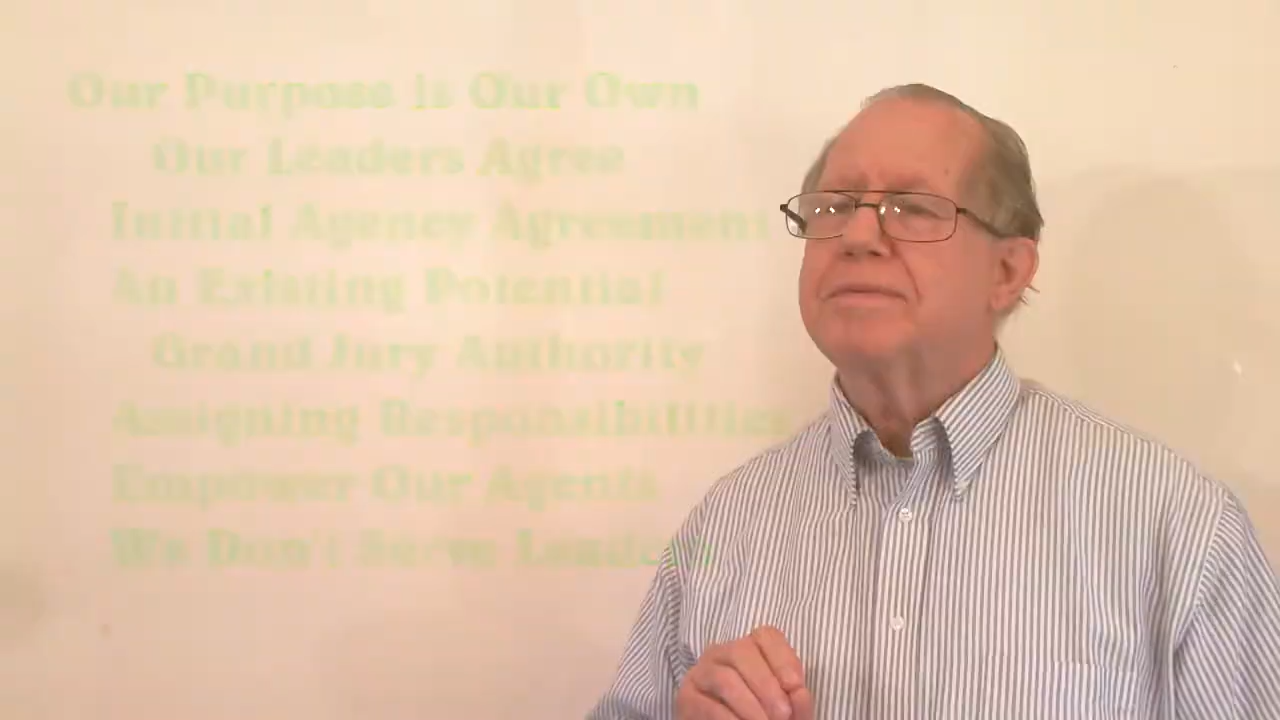 Our Purpose is Our Own
Our Leaders Agree
Initial Agency Agreement
An Existing Potential
Grand Jury Authority
Assigning Responsibilities
Empower Our Agents
We Don't Serve Leaders